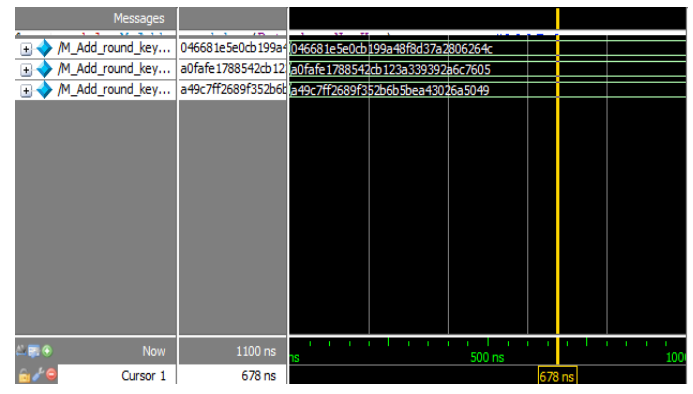 Messages
/M_Add_round_key... 046681e5e0cb199a4 046681e5e0cb199a48f8d37a2806264c
/M_Add_round_key... a0fafe1788542cb12 a0fafe1788542cb123a339392a6c7605
/M_Add_round_key... a49c7ff2689f352b6b a49c7ff2689f352b6b5bea43026a5049
Now 1100 ns ns 500 ns 1000
Cursor 1 678 ns 678 ns